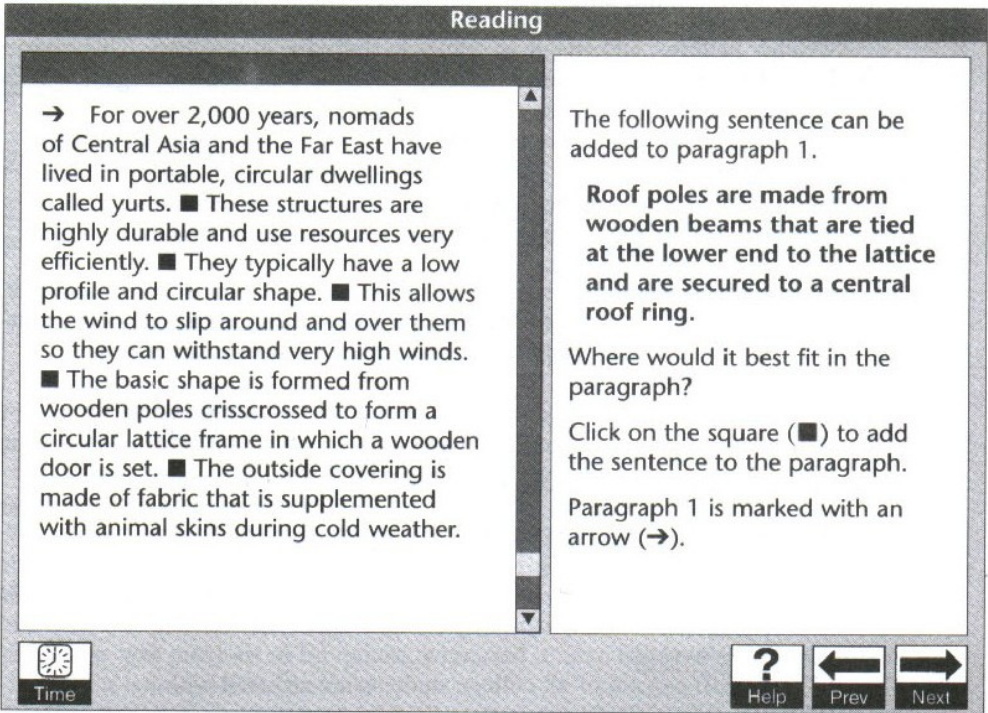 Reading
→ For over 2,000 years, nomads
of Central Asia and the Far East have
lived in portable, circular dwellings
called yurts. ■ These structures are
highly durable and use resources very
efficiently. ■ They typically have a low
profile and circular shape. ■ This allows
the wind to slip around and over them
so they can withstand very high winds.
■ The basic shape is formed from
wooden poles crisscrossed to form a
circular lattice frame in which a wooden
door is set. ■ The outside covering is
made of fabric that is supplemented
with animal skins during cold weather.
The following sentence can be
added to paragraph 1.
Roof poles are made from
wooden beams that are tied
at the lower end to the lattice
and are secured to a central
roof ring.
Where would it best fit in the
paragraph?
Click on the square (■) to add
the sentence to the paragraph.
Paragraph 1 is marked with an
arrow (→).
Time
?
Help
Prev
Next